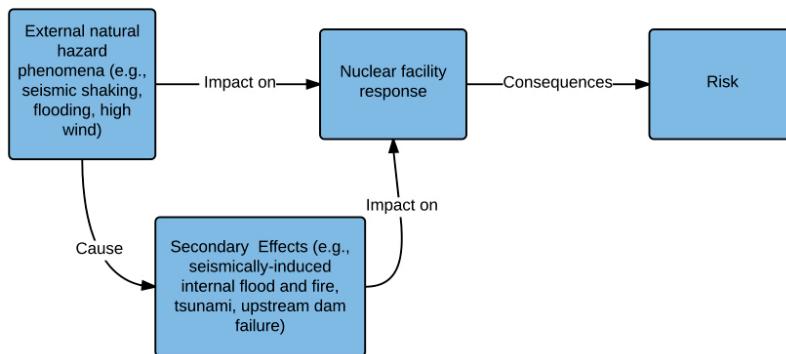 External natural
hazard
phenomena (e.g.,
seismic shaking,
flooding, high
wind)
Impact on
Nuclear facility
response
Consequences
Risk
Impact on
Cause
Secondary  Effects (e.g.,
seismically-induced
internal flood and fire,
tsunami, upstream dam
failure)